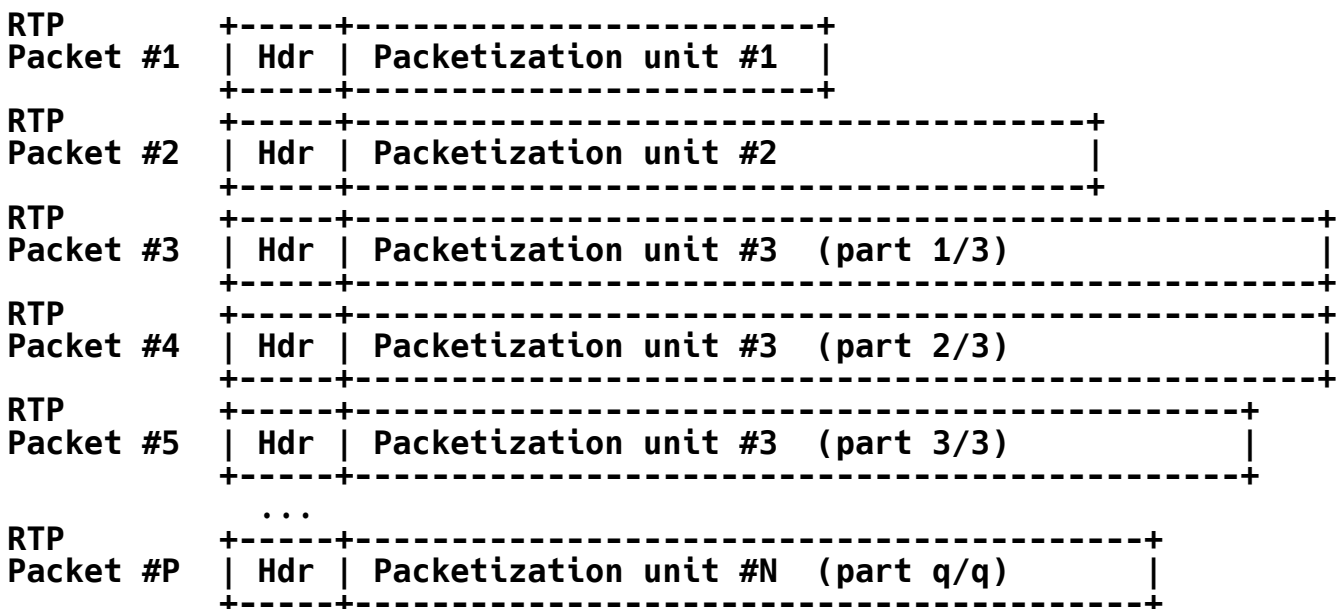 RTP              +-----+------------------------+
Packet #1  | Hdr | Packetization unit #1  |
                 +-----+------------------------+
RTP              +-----+--------------------------------------+
Packet #2  | Hdr | Packetization unit #2                |
                 +-----+--------------------------------------+
RTP              +-----+--------------------------------------------------+
Packet #3  | Hdr | Packetization unit #3  (part 1/3)                |
                 +-----+--------------------------------------------------+
RTP              +-----+--------------------------------------------------+
Packet #4  | Hdr | Packetization unit #3  (part 2/3)                |
                 +-----+--------------------------------------------------+
RTP              +-----+----------------------------------------------+
Packet #5  | Hdr | Packetization unit #3  (part 3/3)            |
                 +-----+----------------------------------------------+
                   ...
RTP              +-----+-----------------------------------------+
Packet #P  | Hdr | Packetization unit #N  (part q/q)       |
                 +-----+-----------------------------------------+